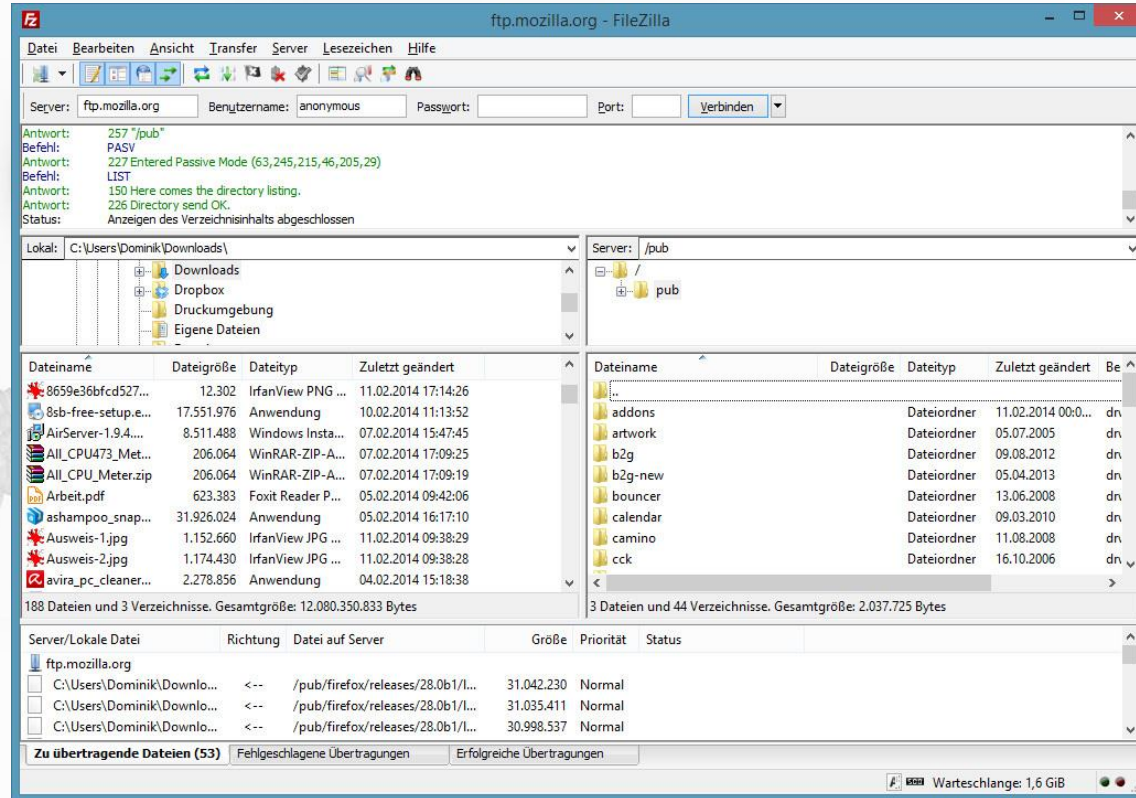 ftp.mozilla.org - FileZilla
Datei Bearbeiten Ansicht Transfer Server Lesezeichen Hilfe
Server: ftp.mozilla.org Benutzername: anonymous Passwort: Port: Verbinden
Antwort: 257 "/pub"
Befehl: PASV
Antwort: 227 Entered Passive Mode (63,245,215,46,205,29)
Befehl: LIST
Antwort: 150 Here comes the directory listing.
Antwort: 226 Directory send OK.
Status: Anzeigen des Verzeichnisinhalts abgeschlossen
Lokal: C:\Users\Dominik\Downloads\
Downloads
Dropbox
Druckumgebung
Eigene Dateien
Server: /pub
/
pub
Dateiname Dateigröße Dateityp Zuletzt geändert
8659e36bfcd527... 12.302 IrfanView PNG ... 11.02.2014 17:14:26
8sb-free-setup.e... 17.551.976 Anwendung 10.02.2014 11:13:52
AirServer-1.9.4.... 8.511.488 Windows Insta... 07.02.2014 15:47:45
All_CPU473_Met... 206.064 WinRAR-ZIP-A... 07.02.2014 17:09:25
All_CPU_Meter.zip 206.064 WinRAR-ZIP-A... 07.02.2014 17:09:19
Arbeit.pdf 623.383 Foxit Reader P... 05.02.2014 09:42:06
ashampoo_snap... 31.926.024 Anwendung 05.02.2014 16:17:10
Ausweis-1.jpg 1.152.660 IrfanView JPG ... 11.02.2014 09:38:29
Ausweis-2.jpg 1.174.430 IrfanView JPG ... 11.02.2014 09:38:28
avira_pc_cleaner... 2.278.856 Anwendung 04.02.2014 15:18:38
188 Dateien und 3 Verzeichnisse. Gesamtgröße: 12.080.350.833 Bytes
Dateiname Dateigröße Dateityp Zuletzt geändert Be
..
addons Dateiordner 11.02.2014 00:0... drv
artwork Dateiordner 05.07.2005 drv
b2g Dateiordner 09.08.2012 drv
b2g-new Dateiordner 05.04.2013 drv
bouncer Dateiordner 13.06.2008 drv
calendar Dateiordner 09.03.2010 drv
camino Dateiordner 11.08.2008 drv
cck Dateiordner 16.10.2006 drv
3 Dateien und 44 Verzeichnisse. Gesamtgröße: 2.037.725 Bytes
Server/Lokale Datei Richtung Datei auf Server Größe Priorität Status
ftp.mozilla.org
C:\Users\Dominik\Downlo... <-- /pub/firefox/releases/28.0b1/l... 31.042.230 Normal
C:\Users\Dominik\Downlo... <-- /pub/firefox/releases/28.0b1/l... 31.035.411 Normal
C:\Users\Dominik\Downlo... <-- /pub/firefox/releases/28.0b1/l... 30.998.537 Normal
Zu übertragende Dateien (53) Fehlgeschlagene Übertragungen Erfolgreiche Übertragungen
Warteschlange: 1,6 GiB